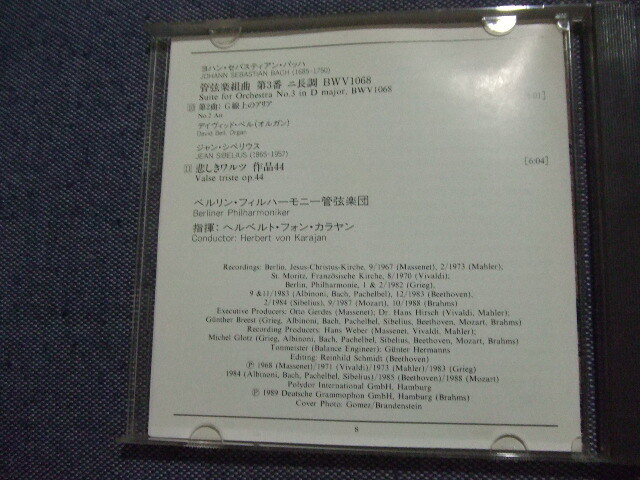 ヨハン・セバスティアン・バッハ
JOHANN SEBASTIAN BACH (1685-1750)
管弦楽組曲 第3番 ニ長調 BWV1068
Suite for Orchestra No.3 in D major, BWV1068
10 第2曲: G線上のアリア
No.2 Air
デイヴィッド・ベル(オルガン)
David Bell, Organ
ジャン・シベリウス
JEAN SIBELIUS (1865-1957)
11 悲しきワルツ 作品44 [6:04]
Valse triste op.44
ベルリン・フィルハーモニー管弦楽団
Berliner Philharmoniker
指揮: ヘルベルト・フォン・カラヤン
Conductor: Herbert von Karajan
Recordings: Berlin, Jesus-Christus-Kirche, 9/1967 (Massenet), 2/1973 (Mahler);
St. Moritz, Französische Kirche, 8/1970 (Vivaldi);
Berlin, Philharmonie, 1 & 2/1982 (Grieg),
9 &11/1983 (Albinoni, Bach, Pachelbel), 12/1983 (Beethoven),
2/1984 (Sibelius), 9/1987 (Mozart), 10/1988 (Brahms)
Executive Producers: Otto Gerdes (Massenet); Dr. Hans Hirsch (Vivaldi, Mahler);
Günther Breest (Grieg, Albinoni, Bach, Pachelbel, Sibelius, Beethoven, Mozart, Brahms)
Recording Producers: Hans Weber (Massenet, Vivaldi, Mahler);
Michel Glotz (Grieg, Albinoni, Bach, Pachelbel, Sibelius, Beethoven, Mozart, Brahms)
Tonmeister (Balance Engineer): Günter Hermanns
Editing: Reinhild Schmidt (Beethoven)
Ⓟ 1968 (Massenet)/1971 (Vivaldi)/1973 (Mahler)/1983 (Grieg)
1984 (Albinoni, Bach, Pachelbel, Sibelius)/1985 (Beethoven)/1988 (Mozart)
Polydor International GmbH, Hamburg
Ⓟ 1989 Deutsche Grammophon GmbH, Hamburg (Brahms)
Cover Photo: Gomez/Brandenstein
8